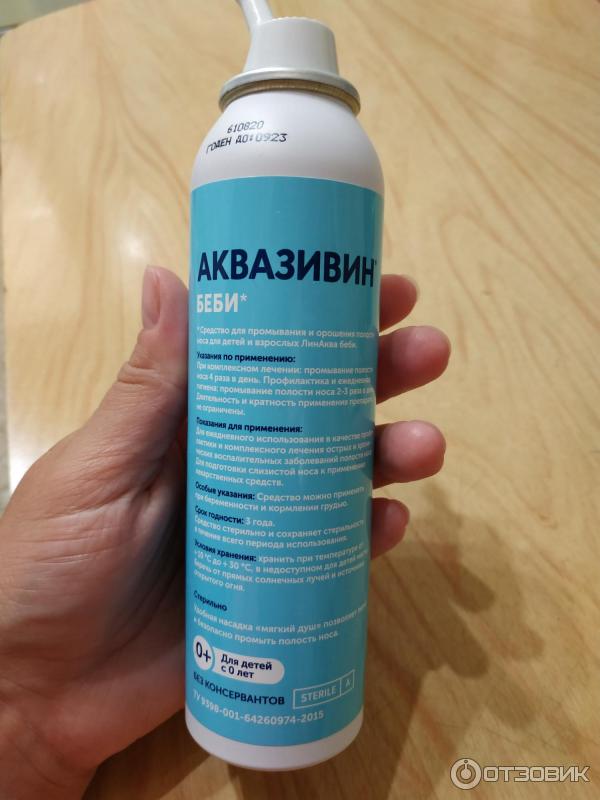 610820
ГОДЕН ДО:0923
АКВАЗИВИН
БЕБИ*
* Средство для промывания и орошения полости
носа для детей и взрослых ЛинАква беби.
Указания по применению:
При комплексном лечении: промывание полости
носа 4 раза в день. Профилактика и ежедневная
гигиена: промывание полости носа 2-3 раза в
Длительность и кратность применения
не ограничены.
Показания для применения:
Для ежедневного использования в качестве
лактики и комплексного лечения острых и
ческих воспалительных заболеваний полости носа
Для подготовки слизистой носа к применению
лекарственных средств.
Особые указания: Средство можно применять
при беременности и кормлении грудью.
Срок годности: 3 года.
Средство стерильно и сохраняет стерильность
в течение всего периода использования.
Условия хранения: хранить при температуре от
+10 °C до + 30 °C, в недоступном для детей
беречь от прямых солнечных лучей и
открытого огня.
Стерильно
Удобная насадка «мягкий душ» позволяет
и безопасно промыть полость носа.
0+
Для детей
с 0 лет
БЕЗ КОНСЕРВАНТОВ
STERILE A
ТУ 9398-001-64260974-2015
ОТЗОВИК